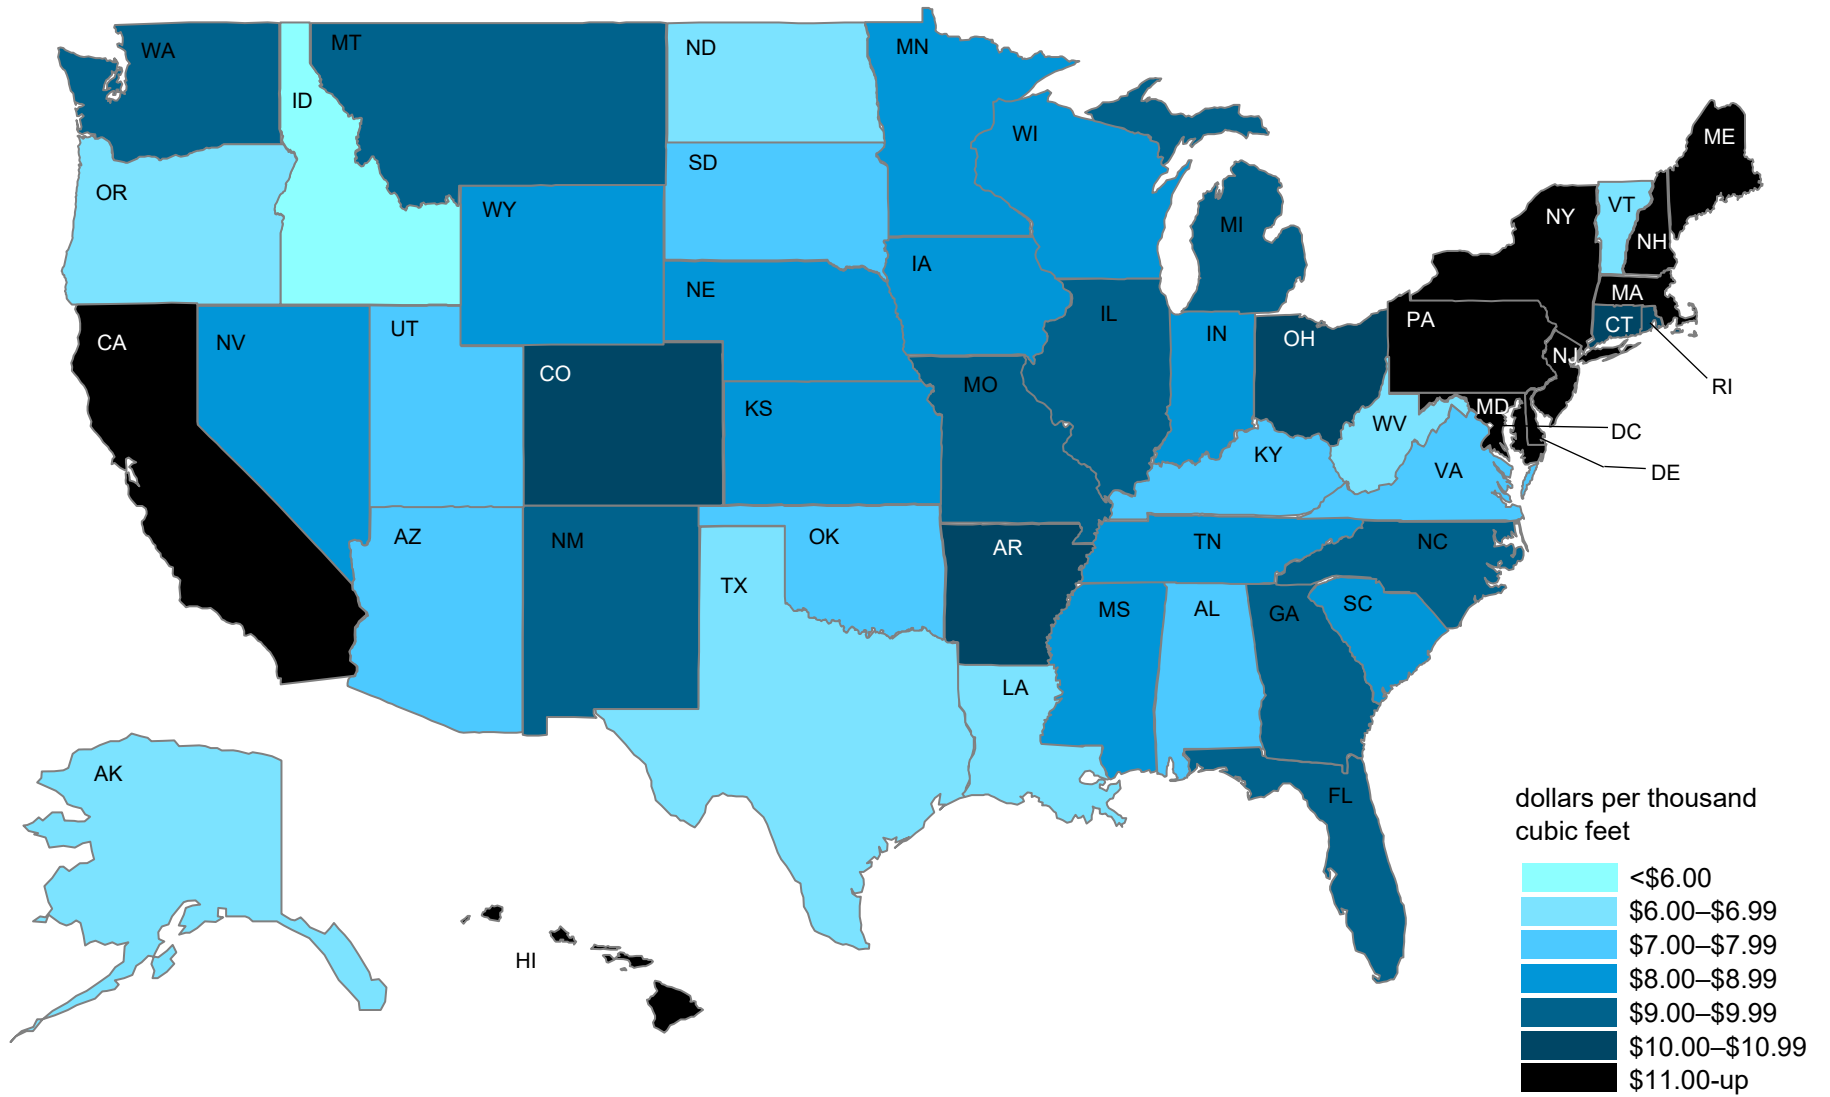 WA
MT
ND
MN
ID
WI
ME
OR
SD
WY
VT
NY
MI
NH
IA
NE
MA
IL
PA
CT
UT
NV
CA
IN
OH
NJ
CO
MO
RI
KS
MD
WV
DC
KY
VA
DE
AZ
NM
OK
AR
TN
NC
TX
MS
AL
GA
SC
LA
AK
FL
HI
dollars per thousand
cubic feet
<$6.00
$6.00–$6.99
$7.00–$7.99
$8.00–$8.99
$9.00–$9.99
$10.00–$10.99
$11.00-up